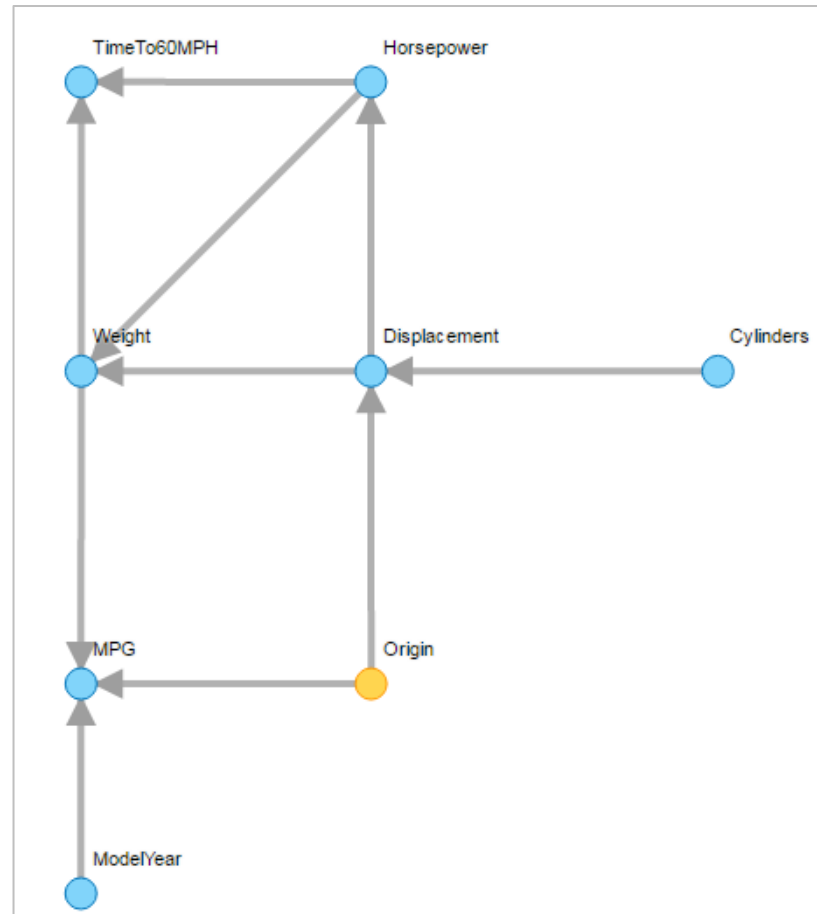 TimeTo60MPH
Horsepower
Weight
Displacement
Cylinders
MPG
Origin
ModelYear